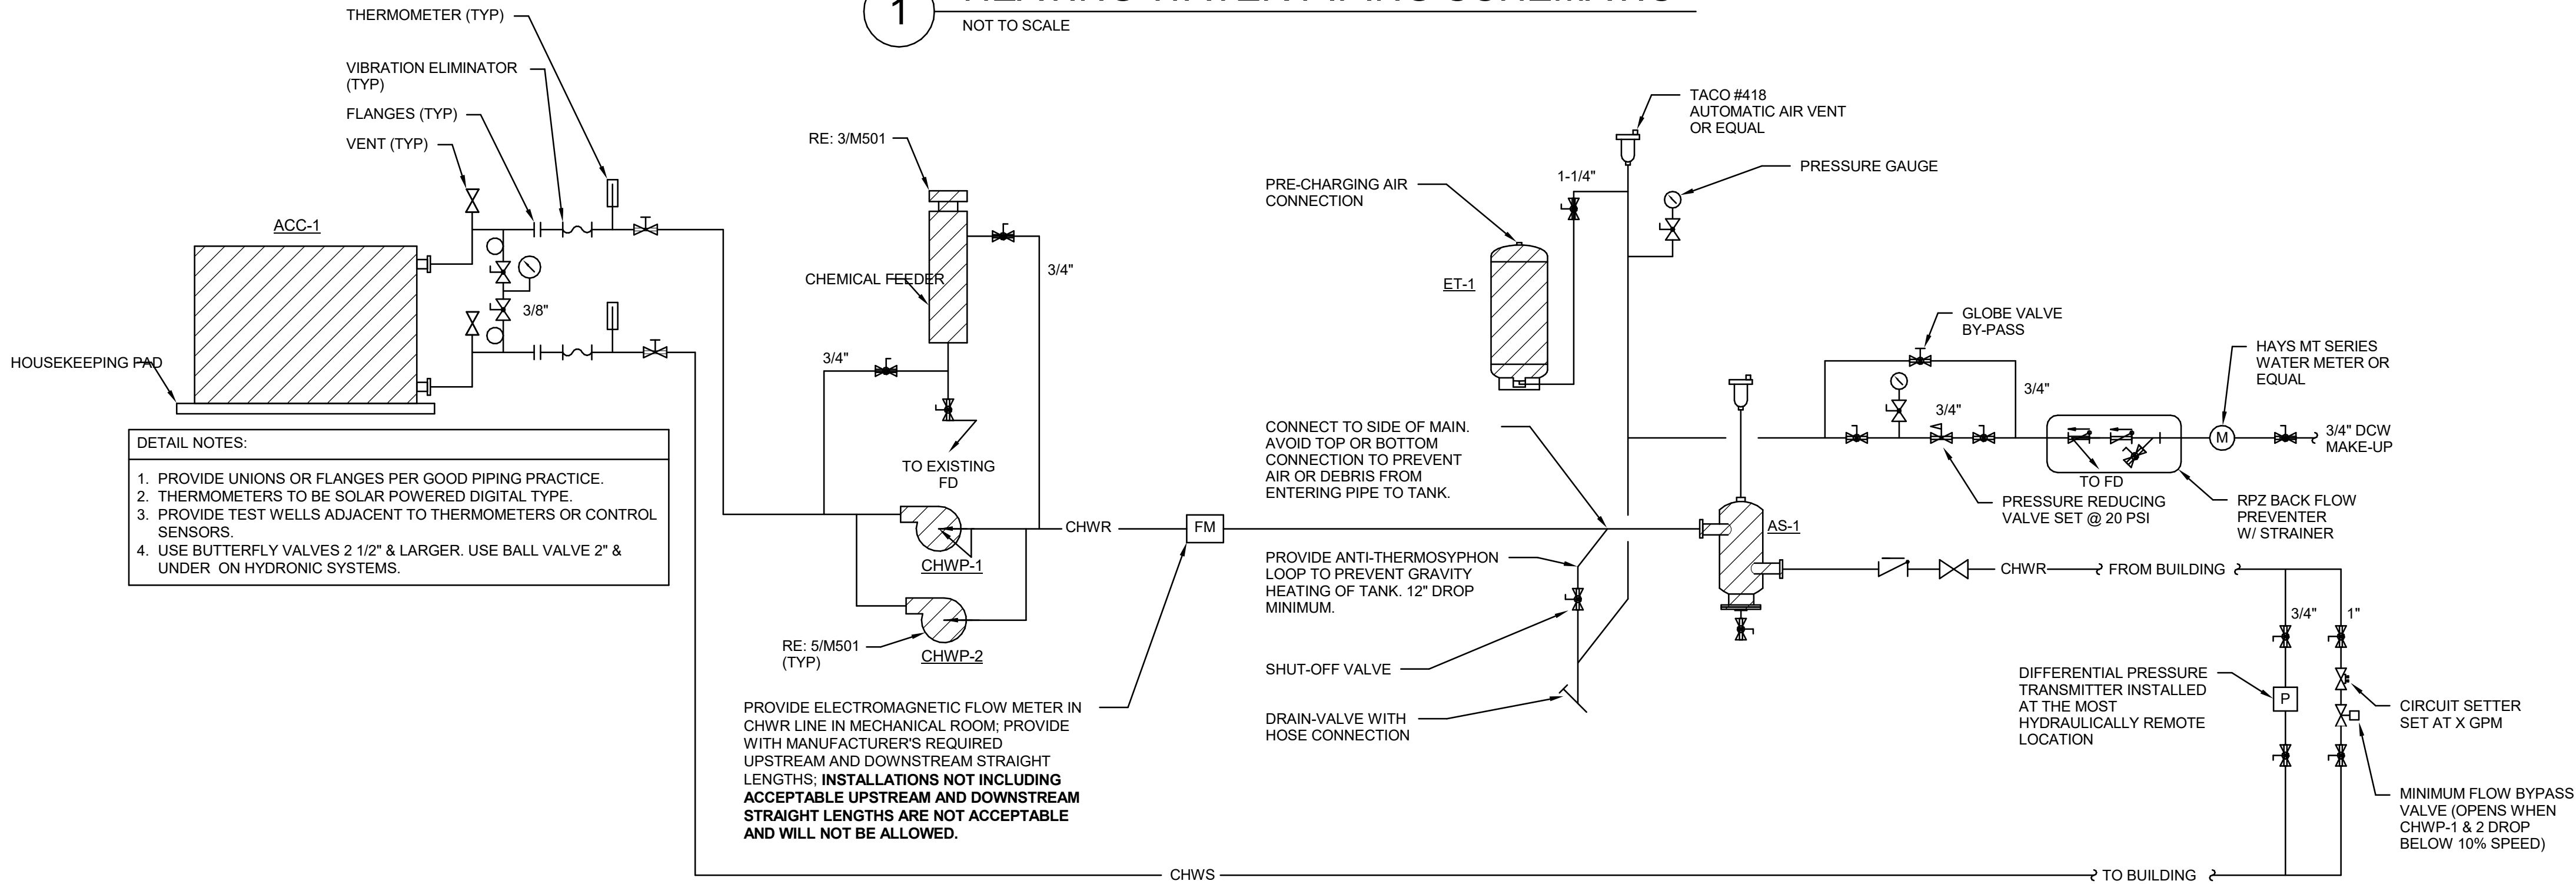 1
NOT TO SCALE
THERMOMETER (TYP)
VIBRATION ELIMINATOR
(TYP)
FLANGES (TYP)
VENT (TYP)
ACC-1
3/8"
HOUSEKEEPING PAD
DETAIL NOTES:
1. PROVIDE UNIONS OR FLANGES PER GOOD PIPING PRACTICE.
2. THERMOMETERS TO BE SOLAR POWERED DIGITAL TYPE.
3. PROVIDE TEST WELLS ADJACENT TO THERMOMETERS OR CONTROL
SENSORS.
4. USE BUTTERFLY VALVES 2 1/2" & LARGER. USE BALL VALVE 2" &
UNDER ON HYDRONIC SYSTEMS.
RE: 3/M501
CHEMICAL FEEDER
3/4"
3/4"
TO EXISTING
FD
CHWP-1
CHWP-2
RE: 5/M501
(TYP)
CHWR
FM
PROVIDE ELECTROMAGNETIC FLOW METER IN
CHWR LINE IN MECHANICAL ROOM; PROVIDE
WITH MANUFACTURER'S REQUIRED
UPSTREAM AND DOWNSTREAM STRAIGHT
LENGTHS; INSTALLATIONS NOT INCLUDING
ACCEPTABLE UPSTREAM AND DOWNSTREAM
STRAIGHT LENGTHS ARE NOT ACCEPTABLE
AND WILL NOT BE ALLOWED.
TACO #418
AUTOMATIC AIR VENT
OR EQUAL
PRESSURE GAUGE
1-1/4"
PRE-CHARGING AIR
CONNECTION
ET-1
CONNECT TO SIDE OF MAIN.
AVOID TOP OR BOTTOM
CONNECTION TO PREVENT
AIR OR DEBRIS FROM
ENTERING PIPE TO TANK.
PROVIDE ANTI-THERMOSYPHON
LOOP TO PREVENT GRAVITY
HEATING OF TANK. 12" DROP
MINIMUM.
SHUT-OFF VALVE
DRAIN-VALVE WITH
HOSE CONNECTION
AS-1
GLOBE VALVE
BY-PASS
3/4"
3/4"
HAYS MT SERIES
WATER METER OR
EQUAL
M
3/4" DCW
MAKE-UP
TO FD
PRESSURE REDUCING
VALVE SET @ 20 PSI
RPZ BACK FLOW
PREVENTER
W/ STRAINER
CHWR
FROM BUILDING
3/4"
1"
DIFFERENTIAL PRESSURE
TRANSMITTER INSTALLED
AT THE MOST
HYDRAULICALLY REMOTE
LOCATION
P
CIRCUIT SETTER
SET AT X GPM
MINIMUM FLOW BYPASS
VALVE (OPENS WHEN
CHWP-1 & 2 DROP
BELOW 10% SPEED)
CHWS
TO BUILDING